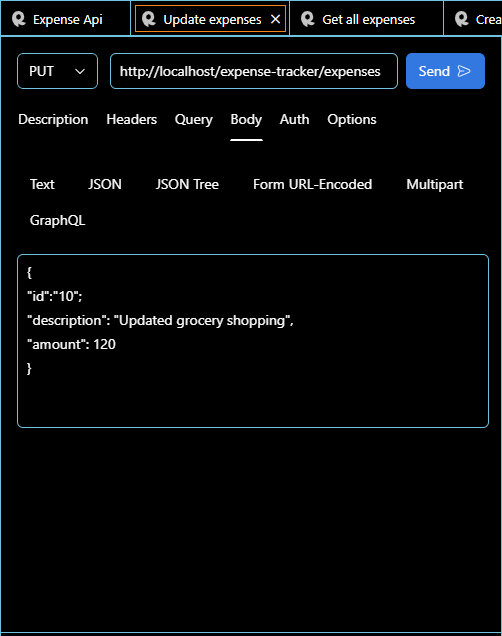 Expense Api Update expenses Get all expenses Crea
PUT http://localhost/expense-tracker/expenses Send
Description Headers Query Body Auth Options
Text JSON JSON Tree Form URL-Encoded Multipart
GraphQL
{
"id":"10";
"description": "Updated grocery shopping",
"amount": 120
}